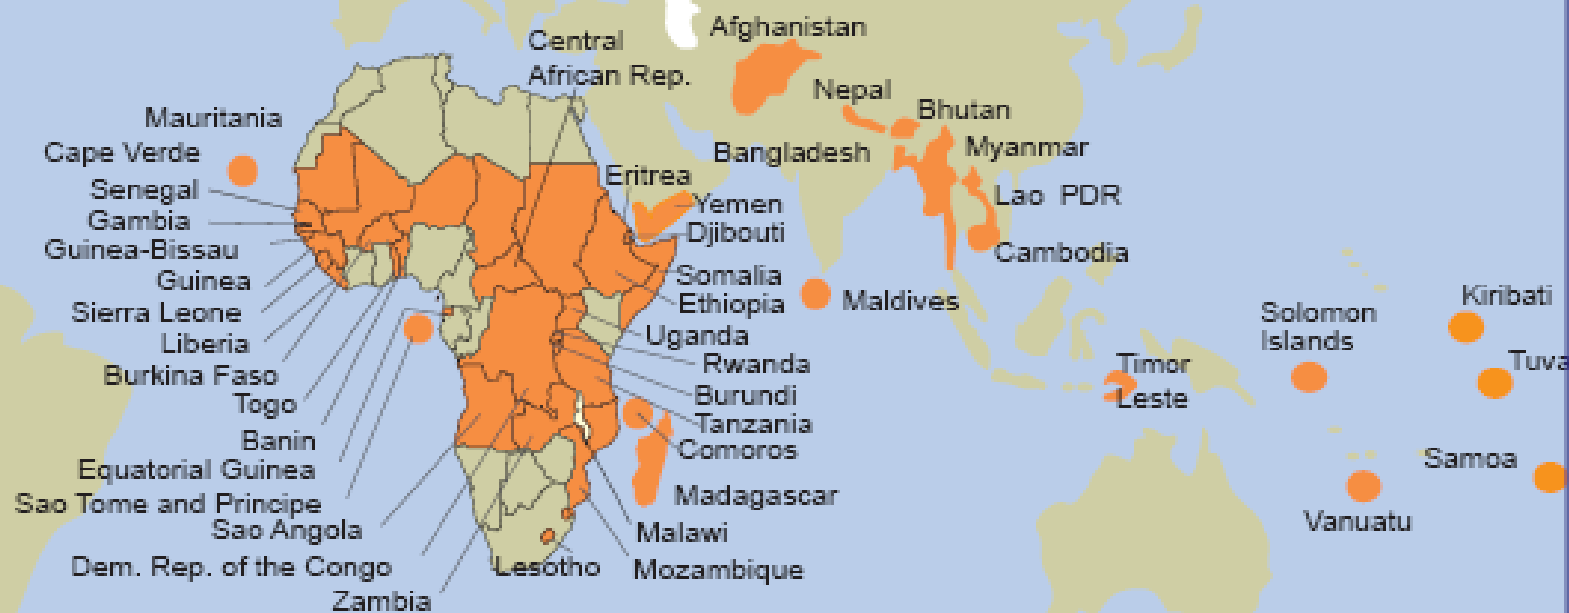 Central
African Rep.
Afghanistan
Nepal
Bhutan
Mauritania
Myanmar
Cape Verde
Bangladesh
Eritrea
Senegal
Lao PDR
Yemen
Gambia
Djibouti
Guinea-Bissau
Cambodia
Guinea
Somalia
Ethiopia
Maldives
Kiribati
Sierra Leone
Solomon
Islands
Liberia
Uganda
Rwanda
Timor
Leste
Tuva
Burkina Faso
Burundi
Togo
Tanzania
Banin
Comoros
Samoa
Equatorial Guinea
Madagascar
Sao Tome and Principe
Vanuatu
Sao Angola
Malawi
Dem. Rep. of the Congo
Lesotho
Mozambique
Zambia